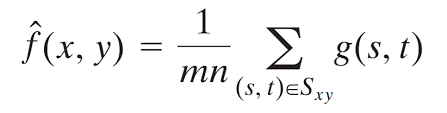 f̂(x, y) = 1/mn ∑_{(s, t)∈S_{xy}} g(s, t)